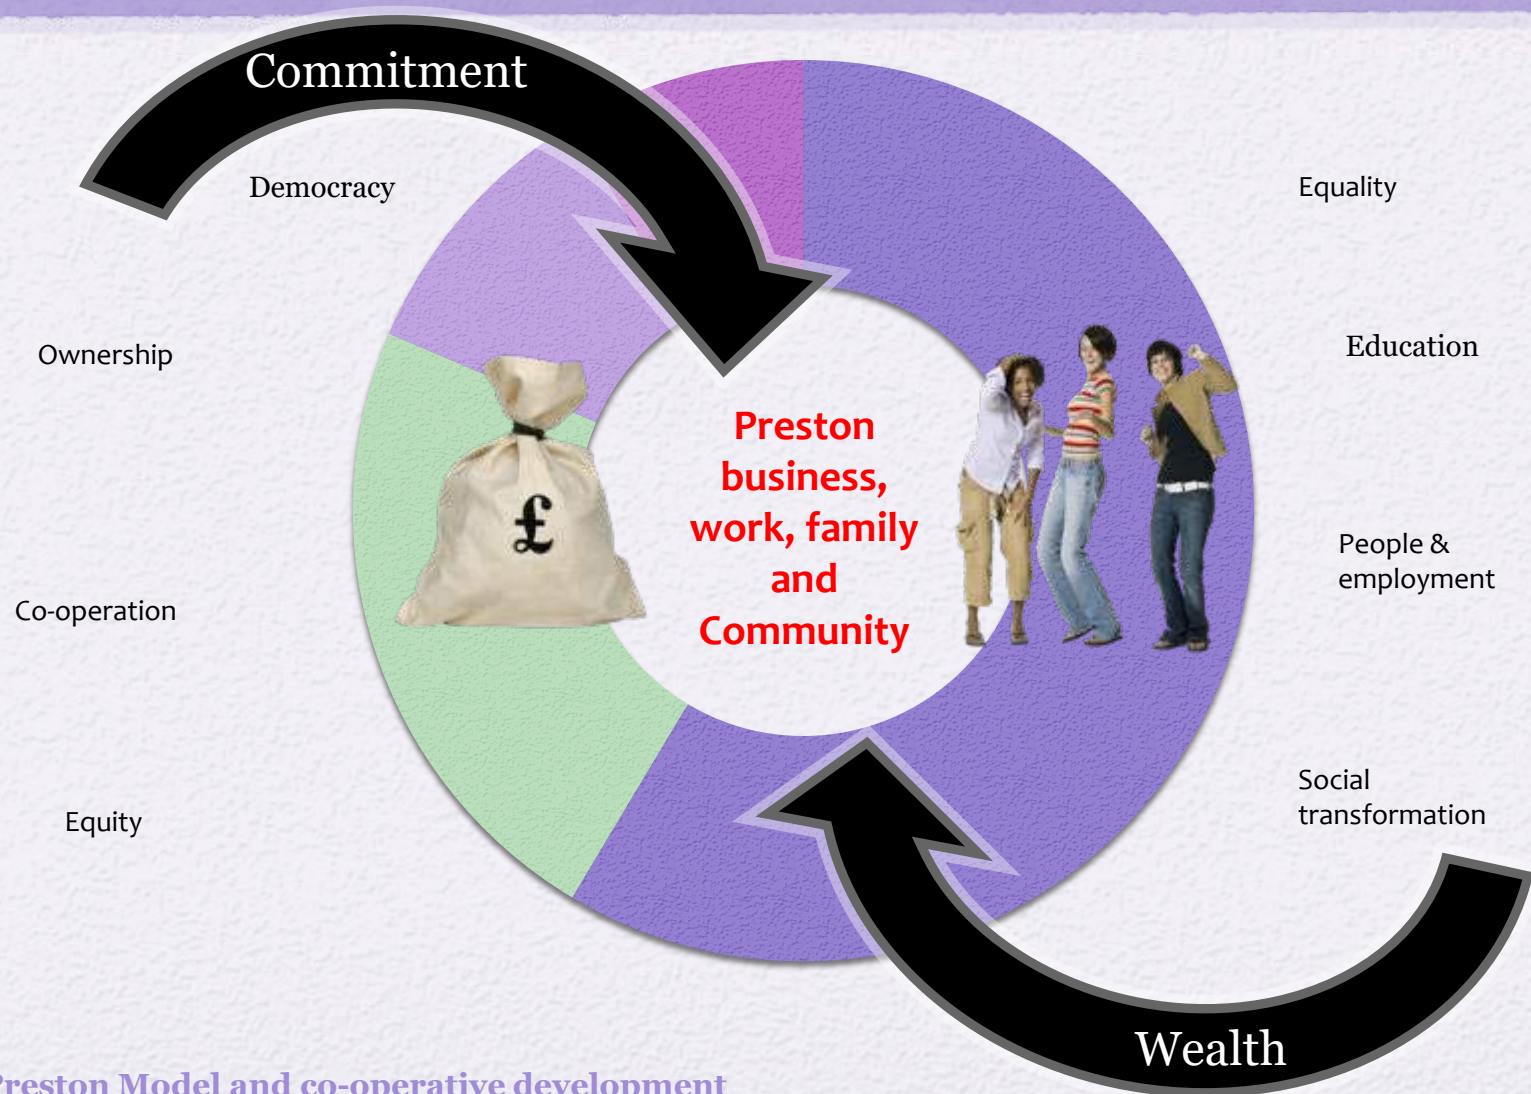 Commitment
Democracy
Equality
Ownership
Education
Preston
business,
work, family
and
Community
£
People &
employment
Co-operation
Social
transformation
Equity
Wealth
Preston Model and co-operative development